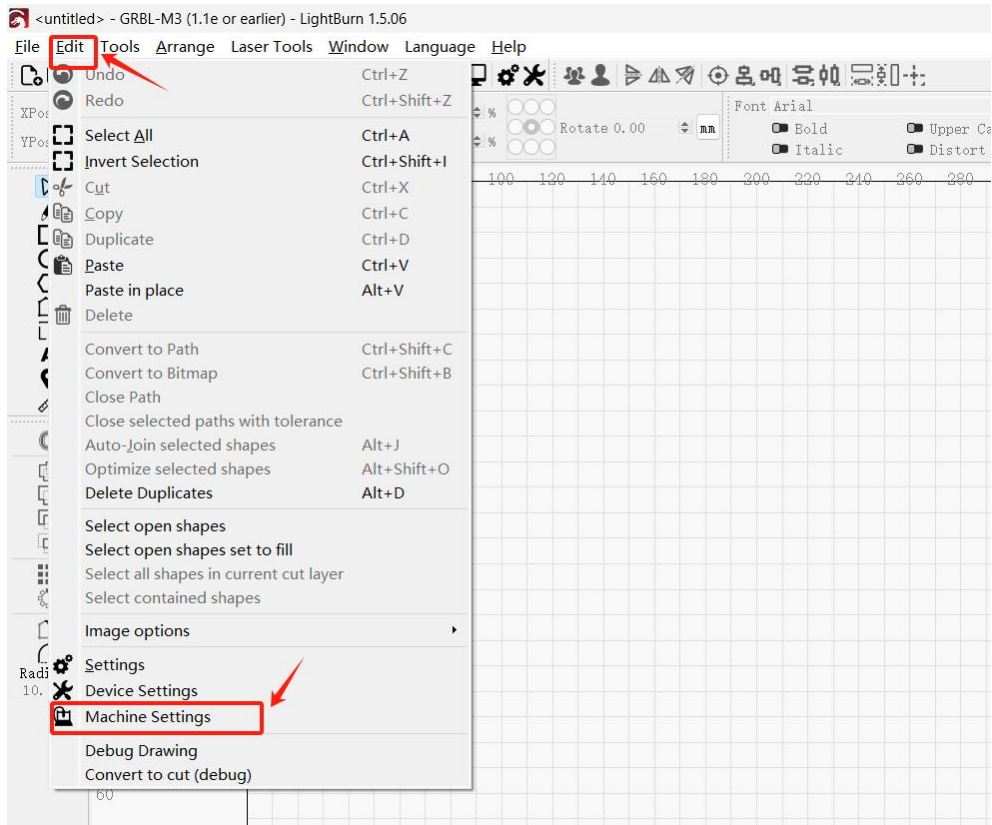 <untitled> - GRBL-M3 (1.1e or earlier) - LightBurn 1.5.06
File Edit Tools Arrange Laser Tools Window Language Help
Undo Ctrl+Z
Redo Ctrl+Shift+Z
Select All Ctrl+A
Invert Selection Ctrl+Shift+I
Cut Ctrl+X
Copy Ctrl+C
Duplicate Ctrl+D
Paste Ctrl+V
Paste in place Alt+V
Delete
Convert to Path Ctrl+Shift+C
Convert to Bitmap Ctrl+Shift+B
Close Path
Close selected paths with tolerance
Auto-Join selected shapes Alt+J
Optimize selected shapes Alt+Shift+O
Delete Duplicates Alt+D
Select open shapes
Select open shapes set to fill
Select all shapes in current cut layer
Select contained shapes
Image options
Settings
Device Settings
Machine Settings
Debug Drawing
Convert to cut (debug)
XPos
YPos
%
%
Rotate 0.00 mm
Font Arial
Bold Upper Ca
Italic Distort
100 120 140 160 180 200 220 240 260 280
Radi
10.
60